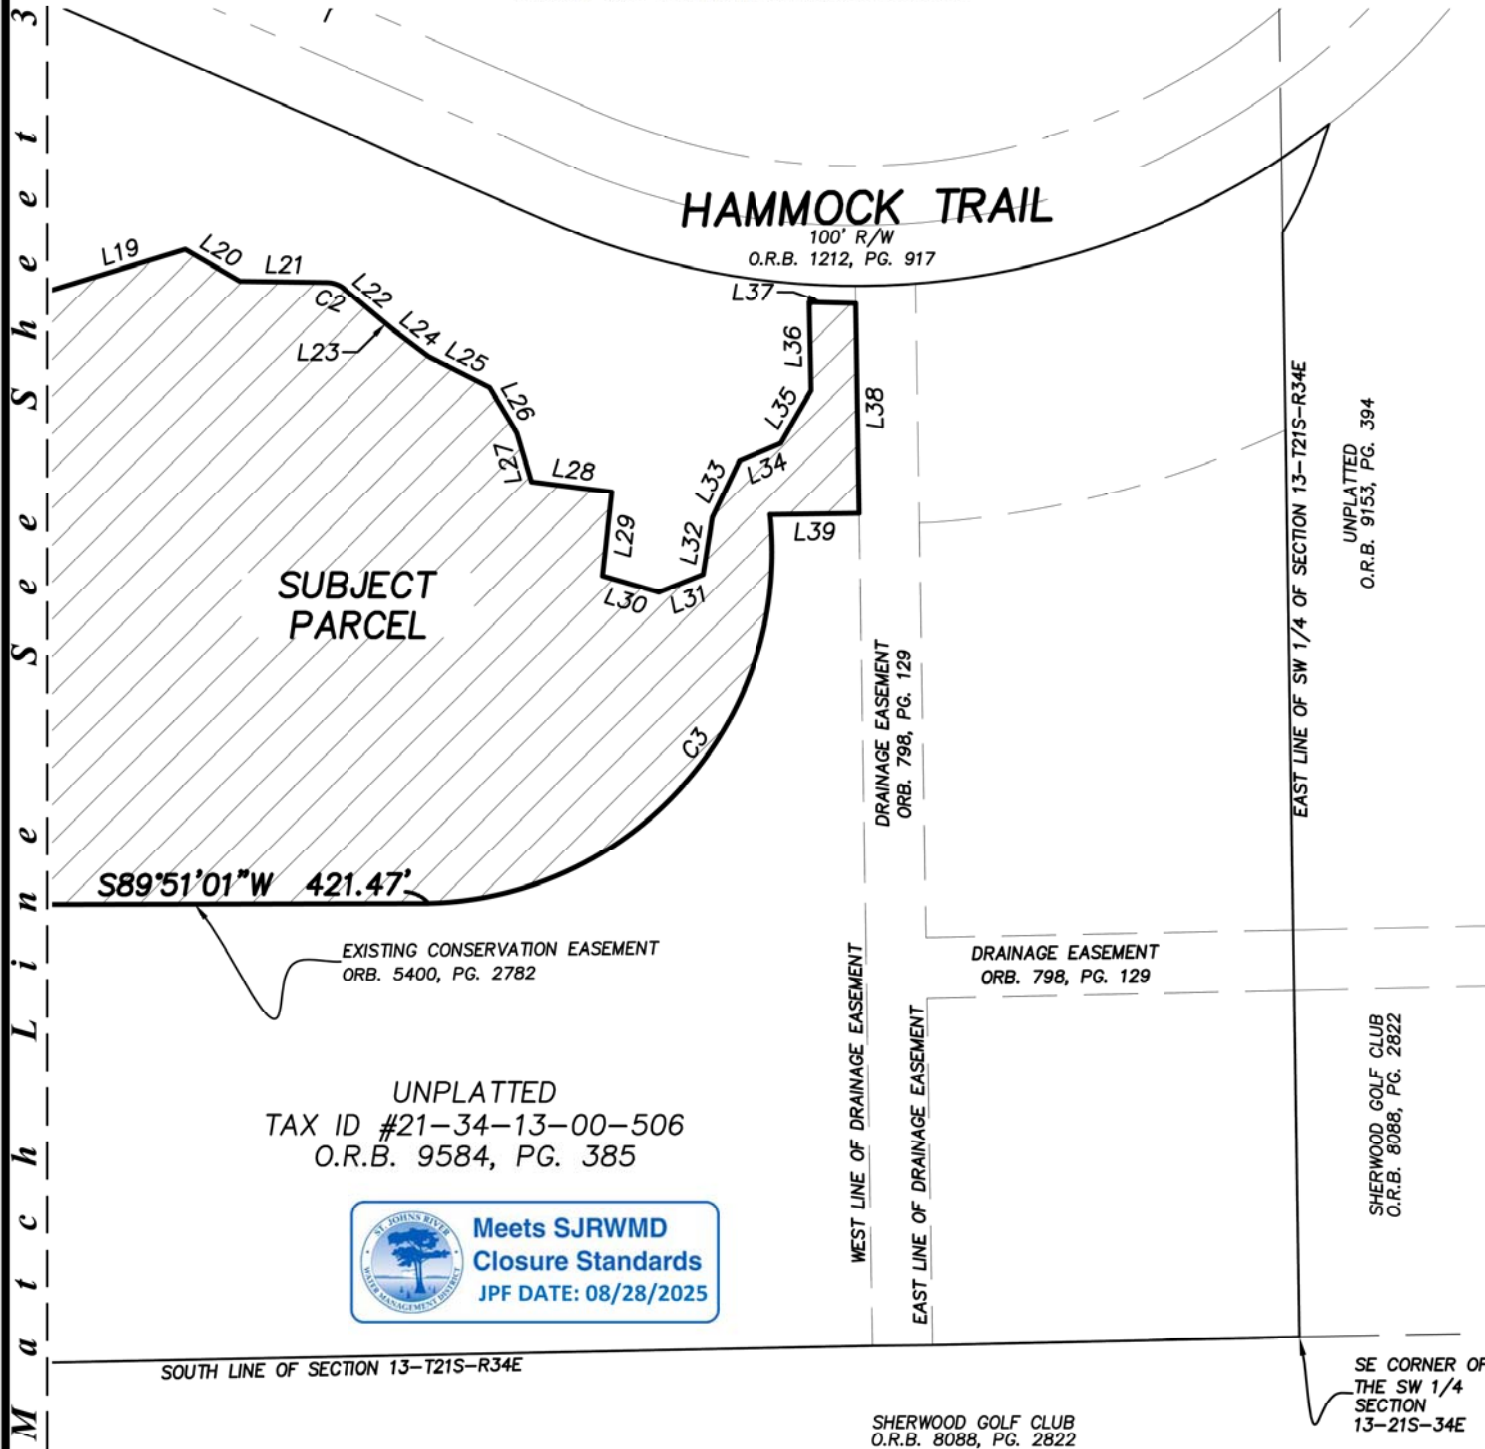 Match Line See Sheet 3
HAMMOCK TRAIL
100' R/W
O.R.B. 1212, PG. 917
L19
L20
L21
C2
L22
L23
L24
L25
L26
L27
L28
L29
L30
L31
L32
L33
L34
L35
L36
L37
L38
L39
C3
SUBJECT
PARCEL
S89°51'01"W 421.47'
EXISTING CONSERVATION EASEMENT
ORB. 5400, PG. 2782
DRAINAGE EASEMENT
ORB. 798, PG. 129
EAST LINE OF SW 1/4 OF SECTION 13-T21S-R34E
UNPLATTED
O.R.B. 9153, PG. 394
DRAINAGE EASEMENT
ORB. 798, PG. 129
WEST LINE OF DRAINAGE EASEMENT
EAST LINE OF DRAINAGE EASEMENT
SHERWOOD GOLF CLUB
O.R.B. 8088, PG. 2822
UNPLATTED
TAX ID #21-34-13-00-506
O.R.B. 9584, PG. 385
ST. JOHNS RIVER
WATER MANAGEMENT DISTRICT
Meets SJRWMD
Closure Standards
JPF DATE: 08/28/2025
SOUTH LINE OF SECTION 13-T21S-R34E
SE CORNER OF
THE SW 1/4
SECTION
13-21S-34E
SHERWOOD GOLF CLUB
O.R.B. 8088, PG. 2822